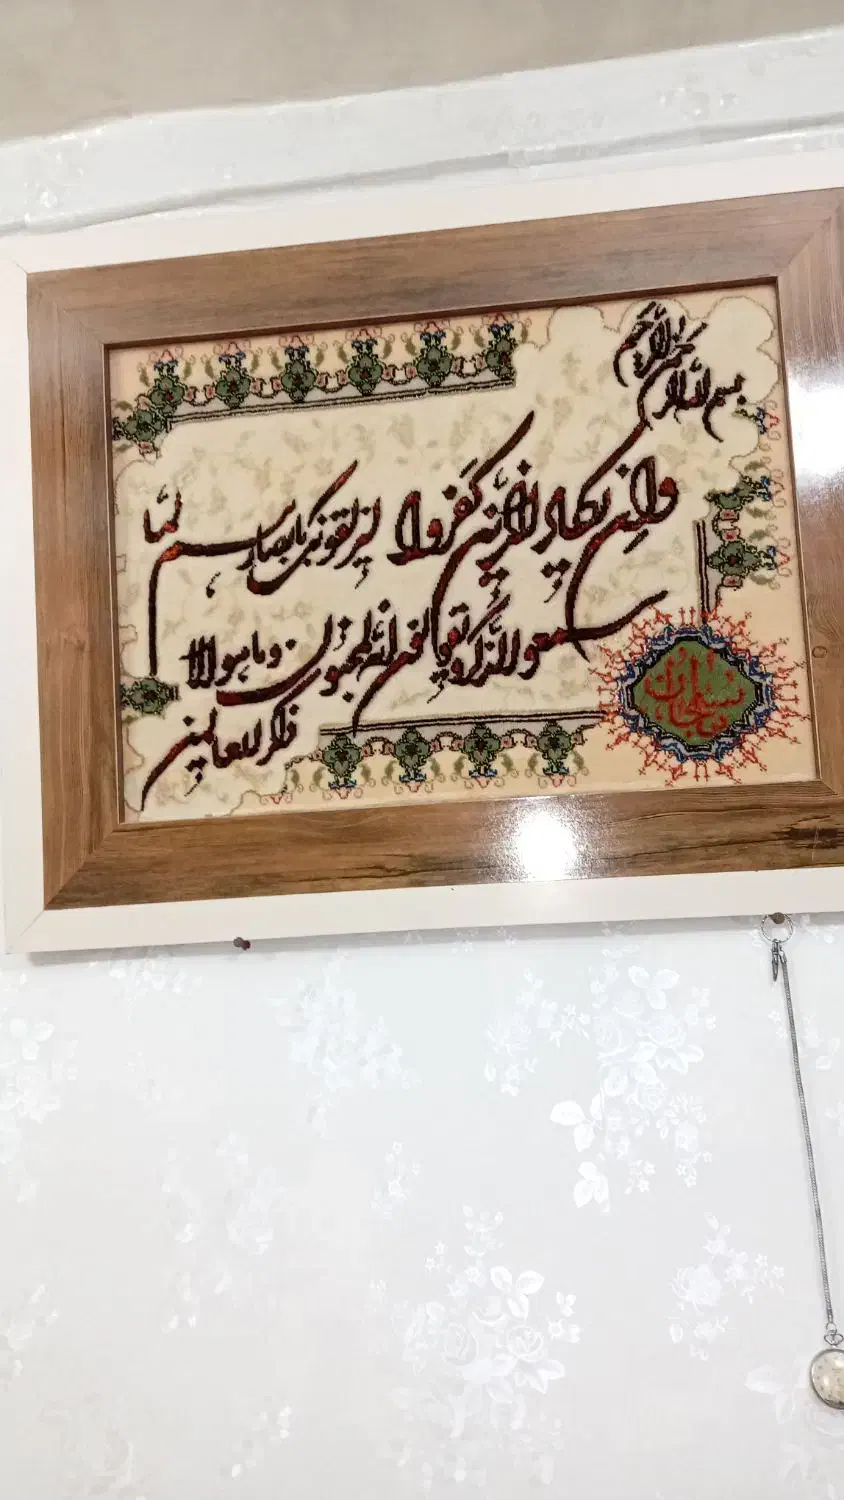 بسم الله الرحمن الرحیم
وان یکاد الذین کفروا لیزلقونک بابصارهم لما
سمعوا الذکر و یقولون انه لمجنون و ما هو الا
ذکر للعالمین